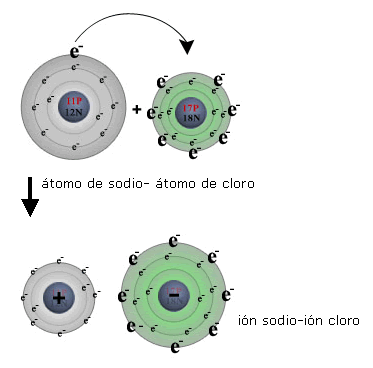 e⁻
e⁻ e⁻ e⁻
e⁻ 11P e⁻
12N
e⁻ e⁻
e⁻ e⁻ e⁻
+
e⁻ e⁻
e⁻ e⁻ e⁻
e⁻ 17P e⁻
18N
e⁻ e⁻ e⁻
e⁻ e⁻
átomo de sodio- átomo de cloro
e⁻ e⁻ e⁻
e⁻ + e⁻
e⁻ e⁻ e⁻
e⁻
e⁻ e⁻
e⁻ e⁻ e⁻
e⁻ - e⁻
e⁻ e⁻ e⁻
e⁻
ión sodio-ión cloro